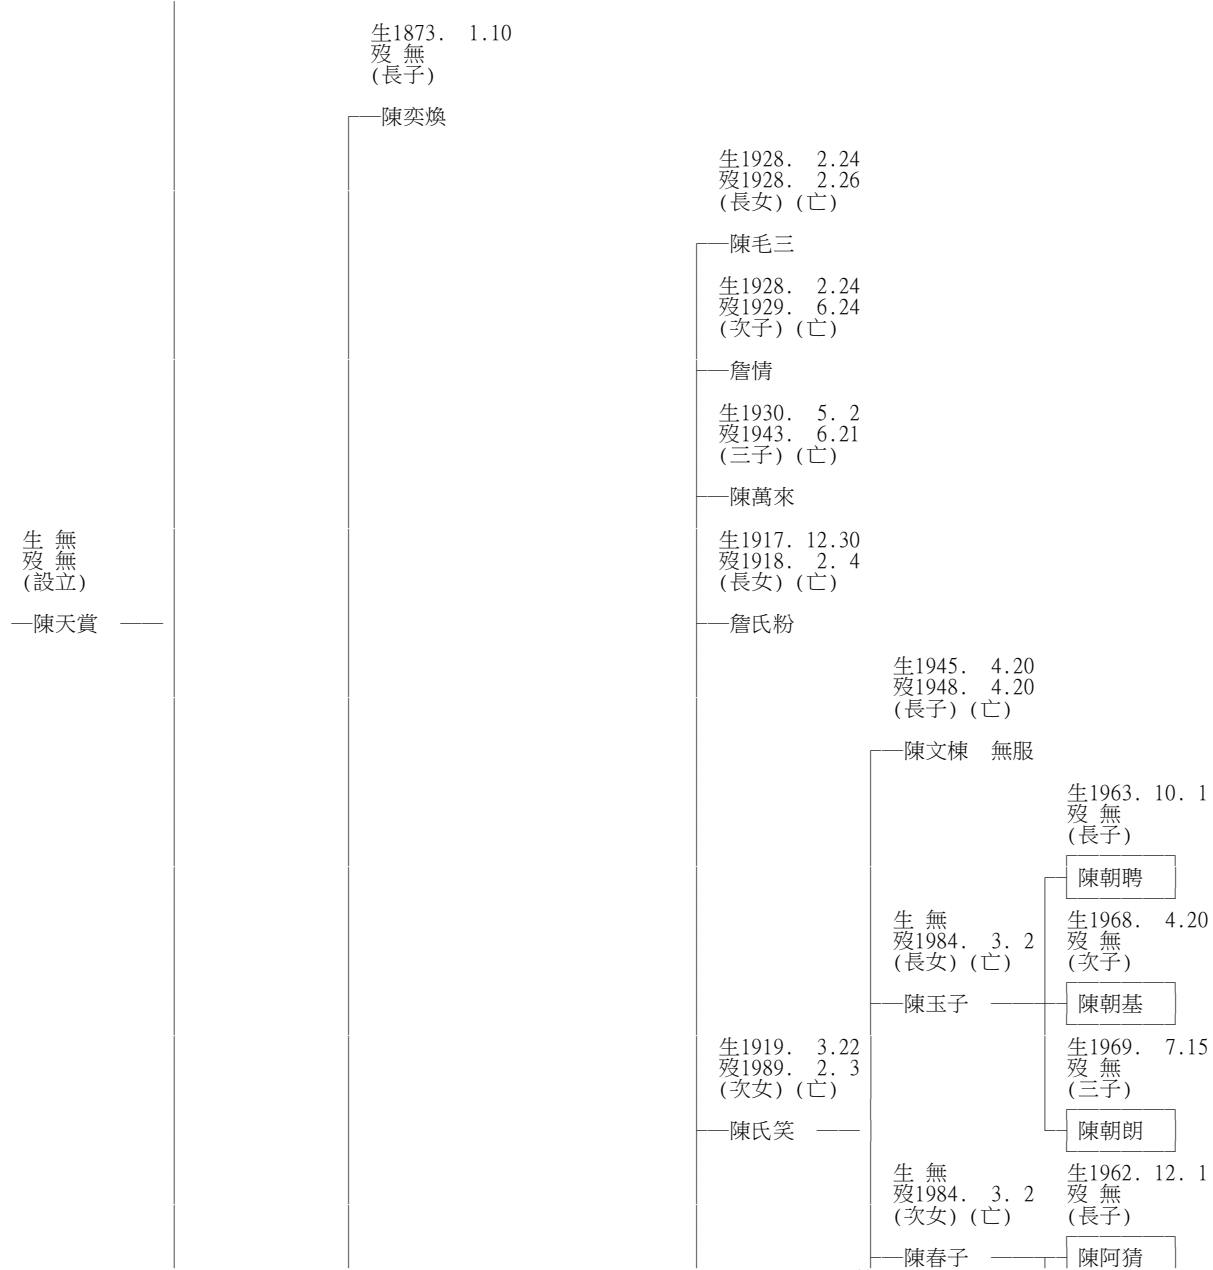 生1873. 1.10
歿 無
(長子)
陳奕煥
生1928. 2.24
歿1928. 2.26
(長女)(亡)
陳毛三
生1928. 2.24
歿1929. 6.24
(次子)(亡)
詹情
生1930. 5. 2
歿1943. 6.21
(三子)(亡)
陳萬來
生 無
歿 無
(設立)
陳天賞
生1917. 12.30
歿1918. 2. 4
(長女)(亡)
詹氏粉
生1945. 4.20
歿1948. 4.20
(長子)(亡)
陳文棟 無服
生1963. 10. 1
歿 無
(長子)
陳朝聘
生 無
歿1984. 3. 2
(長女)(亡)
陳玉子
生1968. 4.20
歿 無
(次子)
陳朝基
生1919. 3.22
歿1989. 2. 3
(次女)(亡)
陳氏笑
生1969. 7.15
歿 無
(三子)
陳朝朗
生 無
歿1984. 3. 2
(次女)(亡)
陳春子
生1962. 12. 1
歿 無
(長子)
陳阿猜